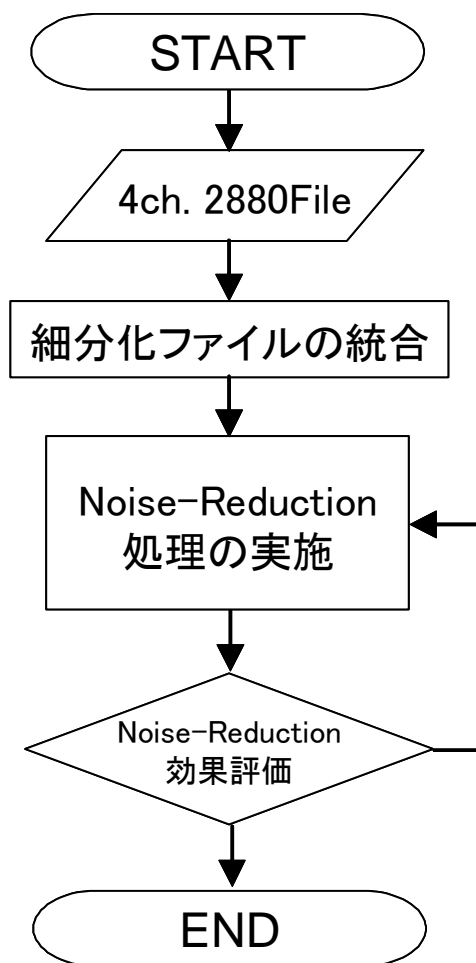 START
4ch. 2880File
細分化ファイルの統合
Noise-Reduction
処理の実施
Noise-Reduction
効果評価
END